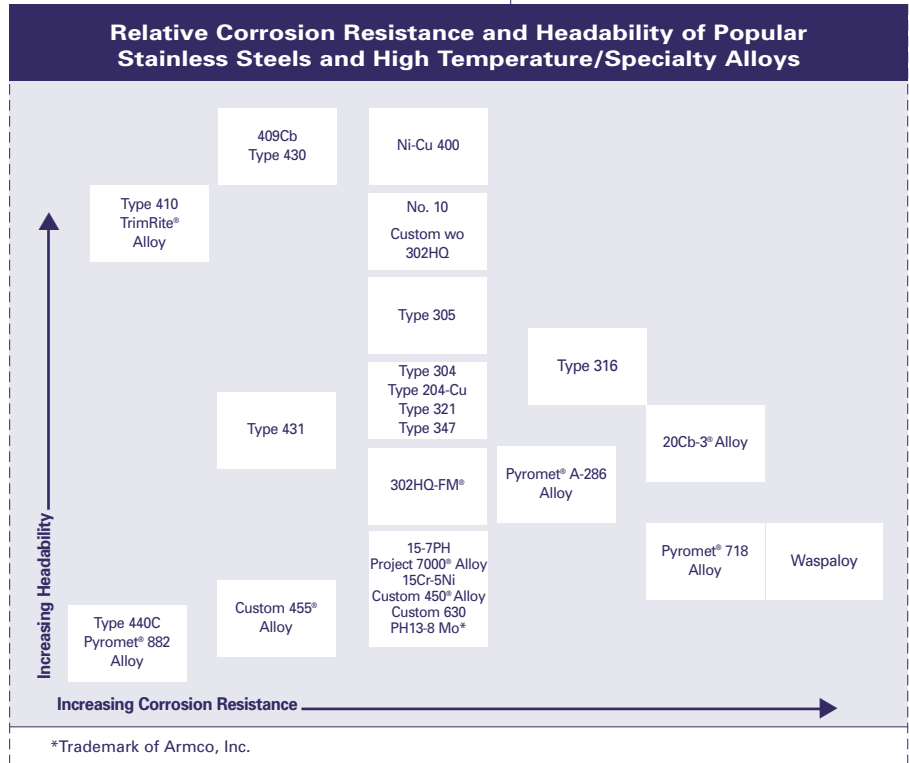 Relative Corrosion Resistance and Headability of Popular
Stainless Steels and High Temperature/Specialty Alloys
409Cb
Type 430
Ni-Cu 400
Type 410
TrimRite®
Alloy
No. 10
Custom wo
302HQ
Type 305
Type 316
Type 304
Type 204-Cu
Type 321
Type 347
Type 431
20Cb-3® Alloy
302HQ-FM®
Pyromet® A-286
Alloy
15-7PH
Project 7000® Alloy
15Cr-5Ni
Custom 450® Alloy
Custom 630
PH13-8 Mo*
Pyromet® 718
Alloy
Waspaloy
Custom 455®
Alloy
Type 440C
Pyromet® 882
Alloy
Increasing Headability
Increasing Corrosion Resistance
*Trademark of Armco, Inc.